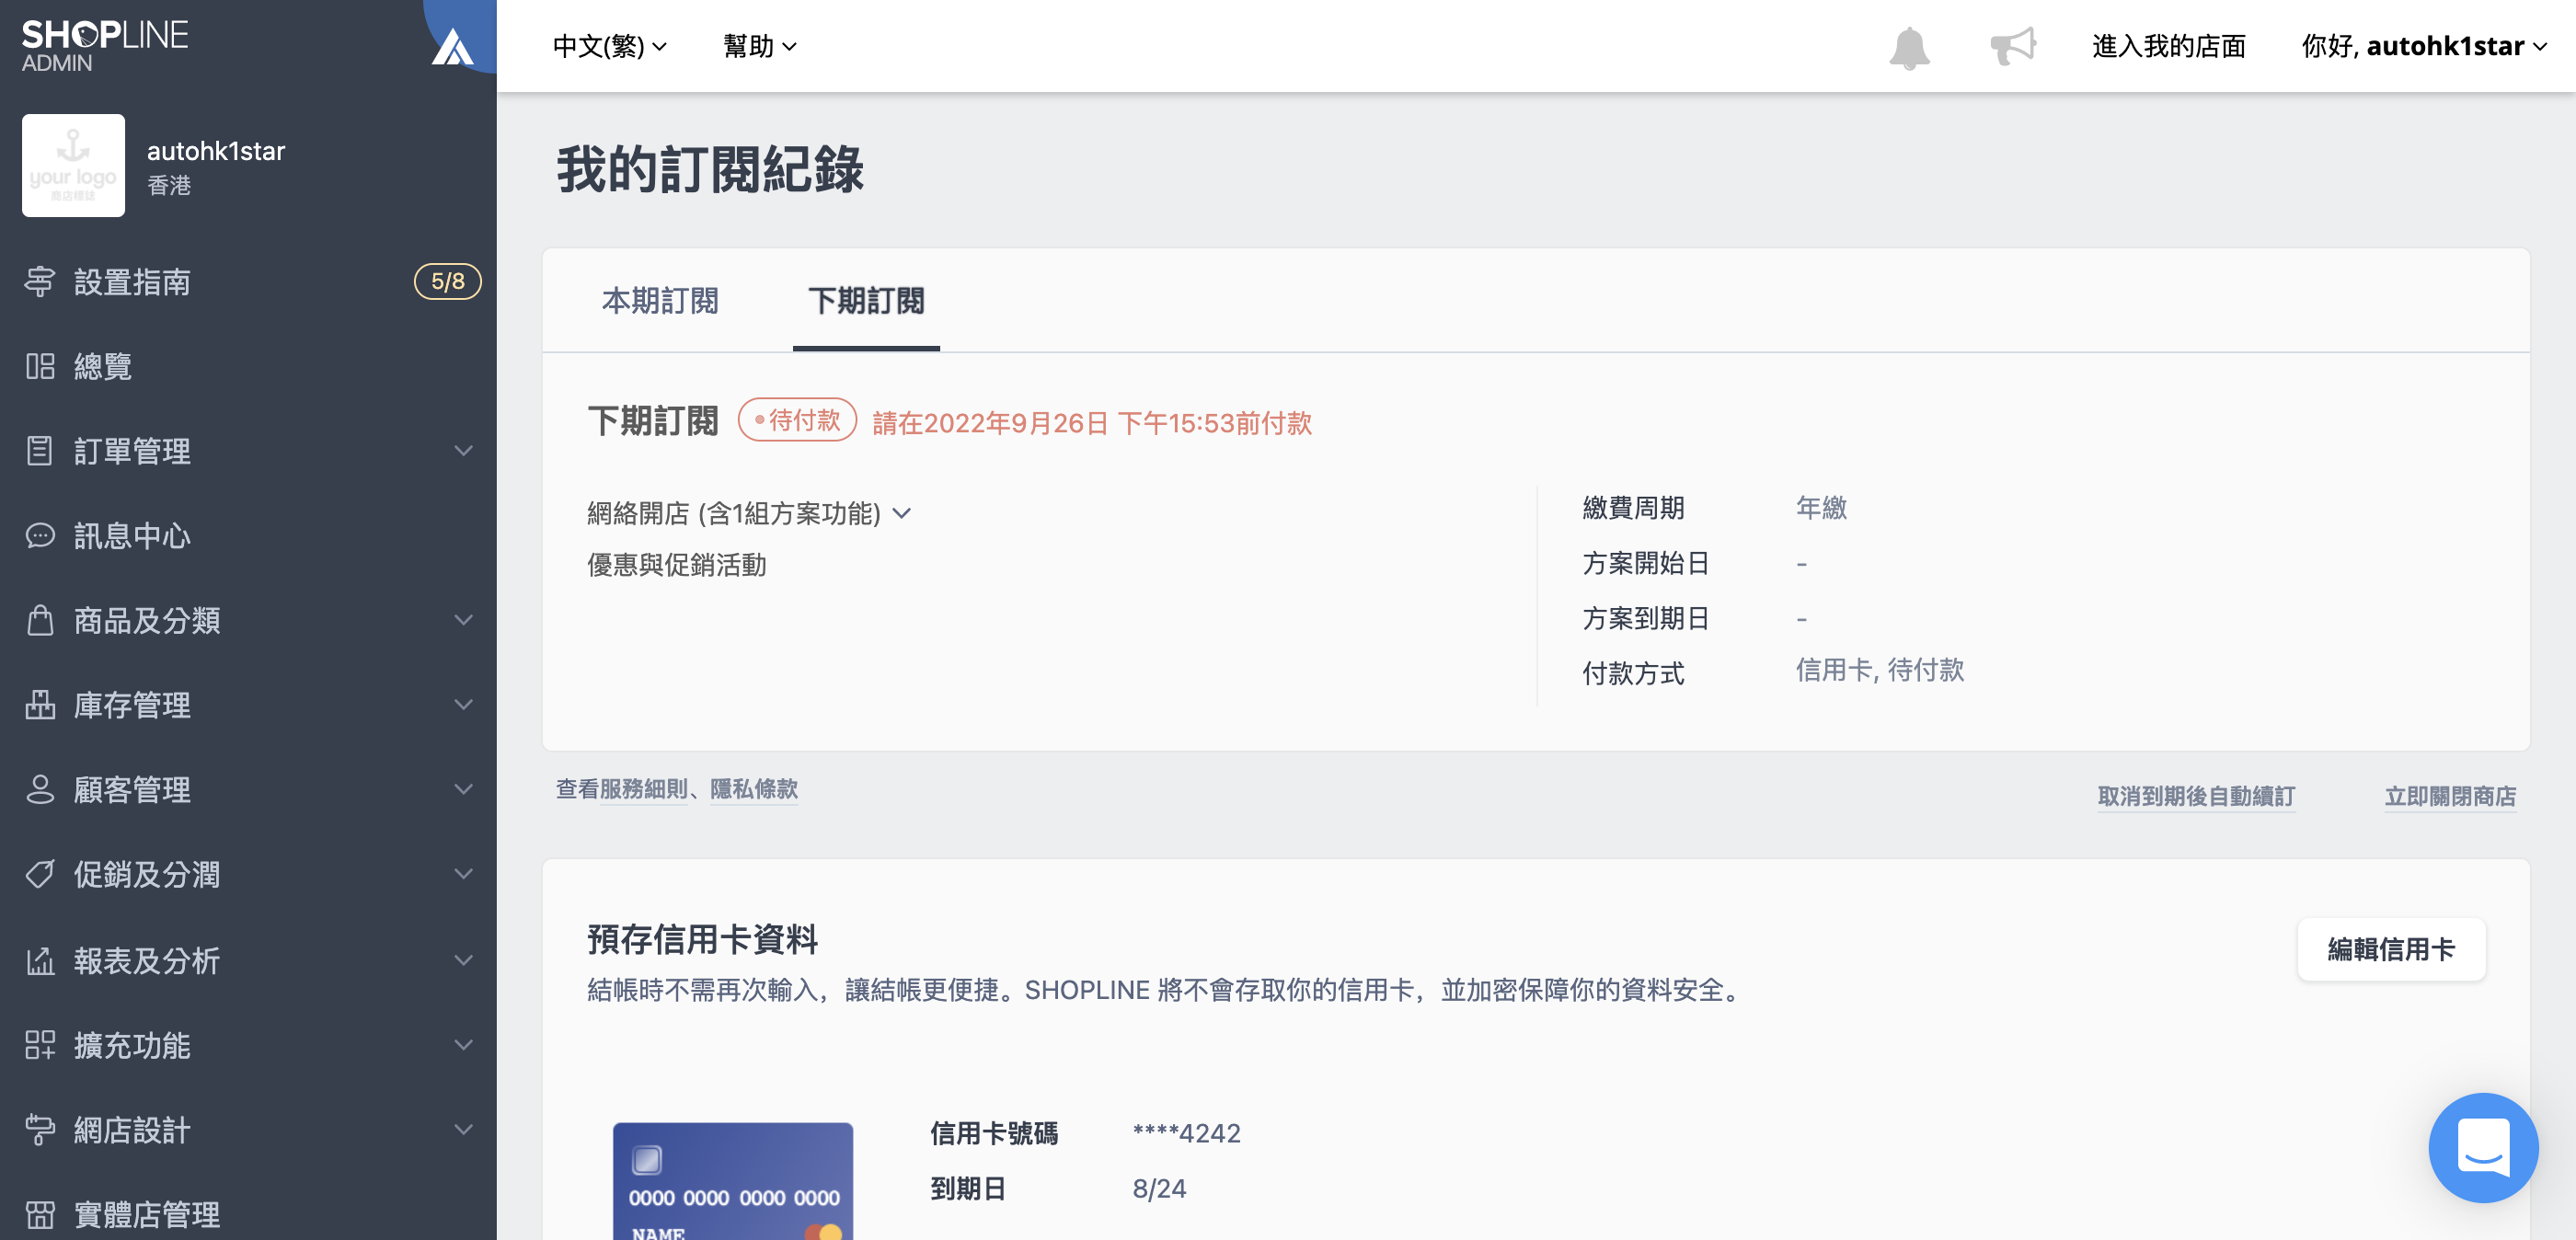 SHOPLINE
ADMIN
中文(繁)
幫助
進入我的店面
你好, autohk1star
your logo
商店標誌
autohk1star
香港
設置指南
5/8
總覽
訂單管理
訊息中心
商品及分類
庫存管理
顧客管理
促銷及分潤
報表及分析
擴充功能
網店設計
實體店管理
我的訂閱紀錄
本期訂閱
下期訂閱
下期訂閱
待付款
請在2022年9月26日 下午15:53前付款
網絡開店 (含1組方案功能)
優惠與促銷活動
繳費周期
年繳
方案開始日
-
方案到期日
-
付款方式
信用卡, 待付款
查看服務細則、隱私條款
取消到期後自動續訂
立即關閉商店
預存信用卡資料
編輯信用卡
結帳時不需再次輸入，讓結帳更便捷。SHOPLINE 將不會存取你的信用卡，並加密保障你的資料安全。
0000 0000 0000 0000
NAME
信用卡號碼
****4242
到期日
8/24